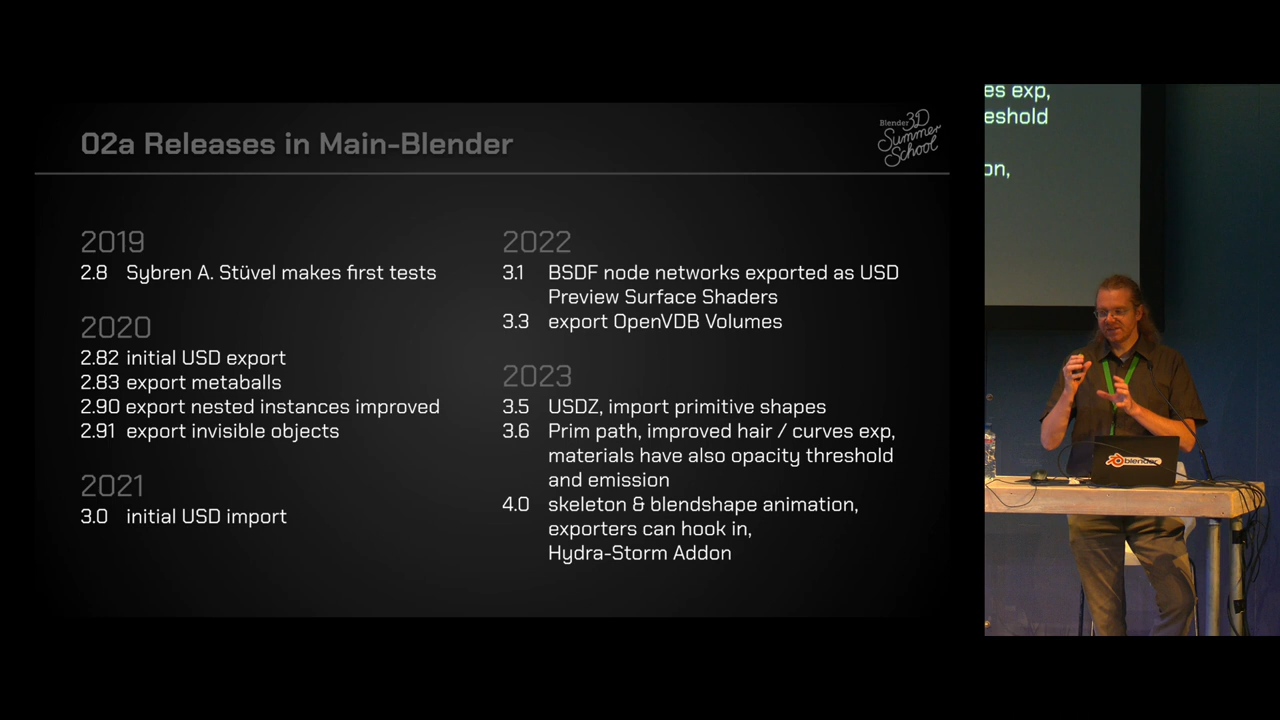 02a Releases in Main-Blender
Blender 3D
Summer
School
2019
2.8 Sybren A. Stüvel makes first tests
2020
2.82 initial USD export
2.83 export metaballs
2.90 export nested instances improved
2.91 export invisible objects
2021
3.0 initial USD import
2022
3.1 BSDF node networks exported as USD
Preview Surface Shaders
3.3 export OpenVDB Volumes
2023
3.5 USDZ, import primitive shapes
3.6 Prim path, improved hair / curves exp,
materials have also opacity threshold
and emission
4.0 skeleton & blendshape animation,
exporters can hook in,
Hydra-Storm Addon
es exp,
eshold
on,
blender